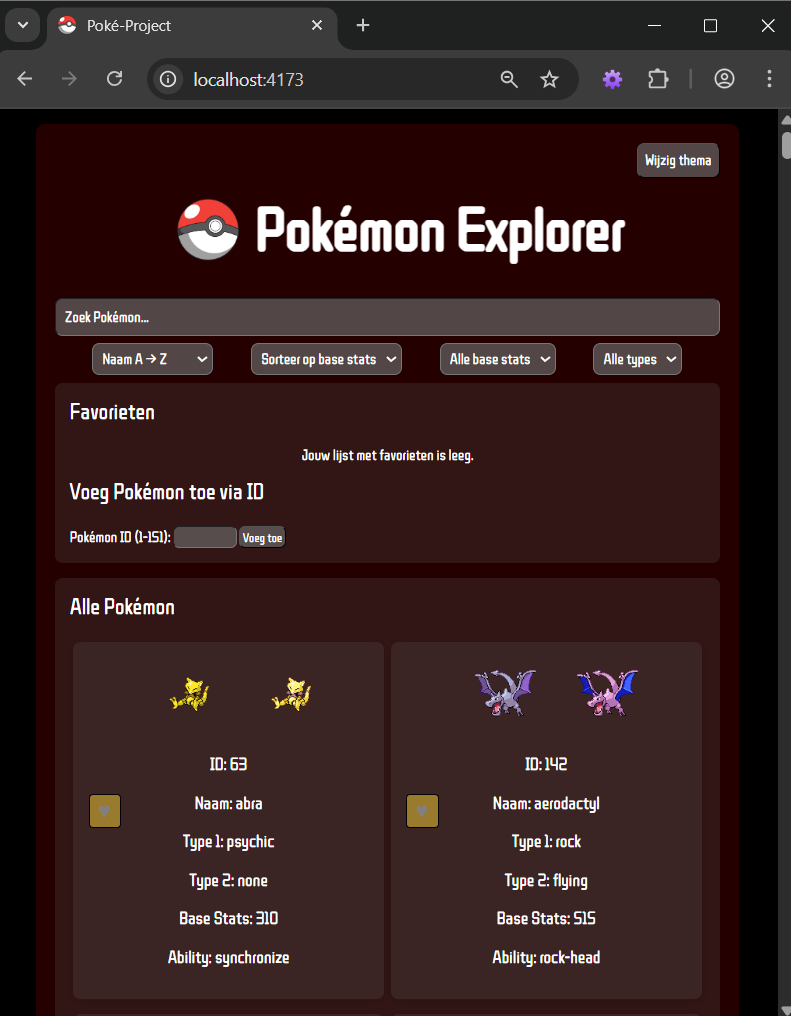 Poké-Project
localhost:4173
Wijzig thema
Pokémon Explorer
Zoek Pokémon...
Naam A → Z
Sorteer op base stats
Alle base stats
Alle types
Favorieten
Jouw lijst met favorieten is leeg.
Voeg Pokémon toe via ID
Pokémon ID (1-151):
Voeg toe
Alle Pokémon
ID: 63
Naam: abra
Type 1: psychic
Type 2: none
Base Stats: 310
Ability: synchronize
ID: 142
Naam: aerodactyl
Type 1: rock
Type 2: flying
Base Stats: 515
Ability: rock-head